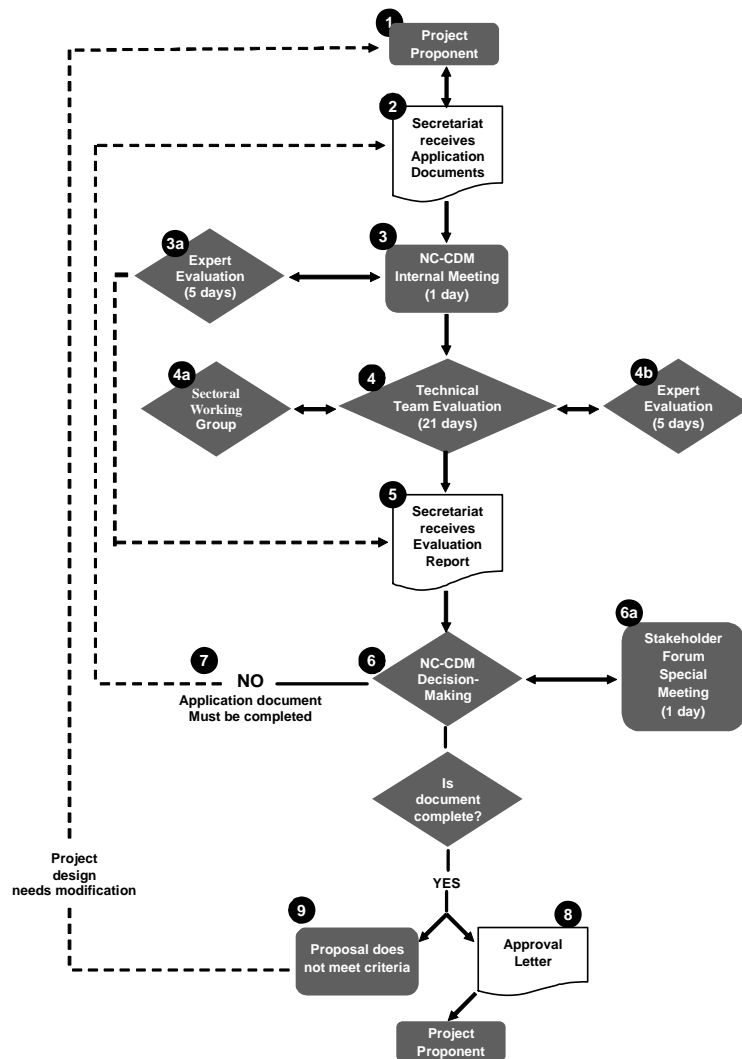 1
Project
Proponent
2
Secretariat
receives
Application
Documents
3a
Expert
Evaluation
(5 days)
3
NC-CDM
Internal Meeting
(1 day)
4a
Sectoral
Working
Group
4
Technical
Team Evaluation
(21 days)
4b
Expert
Evaluation
(5 days)
5
Secretariat
receives
Evaluation
Report
6a
Stakeholder
Forum
Special
Meeting
(1 day)
7
NO
Application document
Must be completed
6
NC-CDM
Decision-
Making
Is
document
complete?
Project
design
needs modification
YES
9
Proposal does
not meet criteria
8
Approval
Letter
Project
Proponent